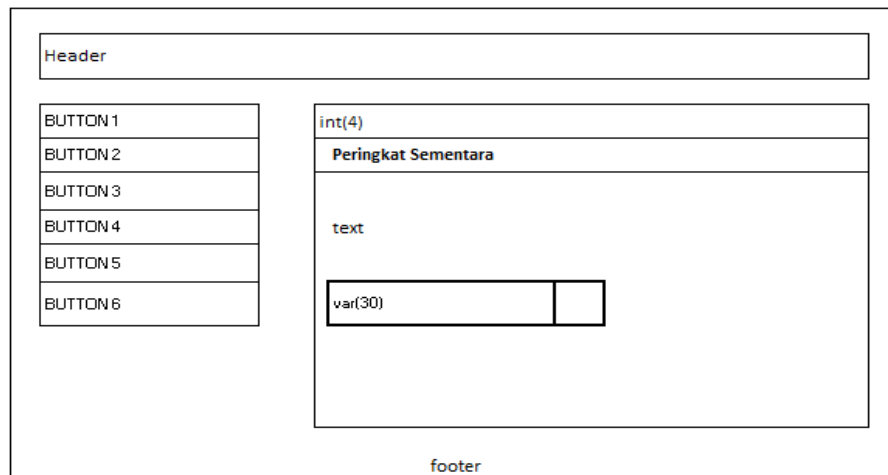 Header
BUTTON 1
BUTTON 2
BUTTON 3
BUTTON 4
BUTTON 5
BUTTON 6
int(4)
Peringkat Sementara
text
var(30)
footer